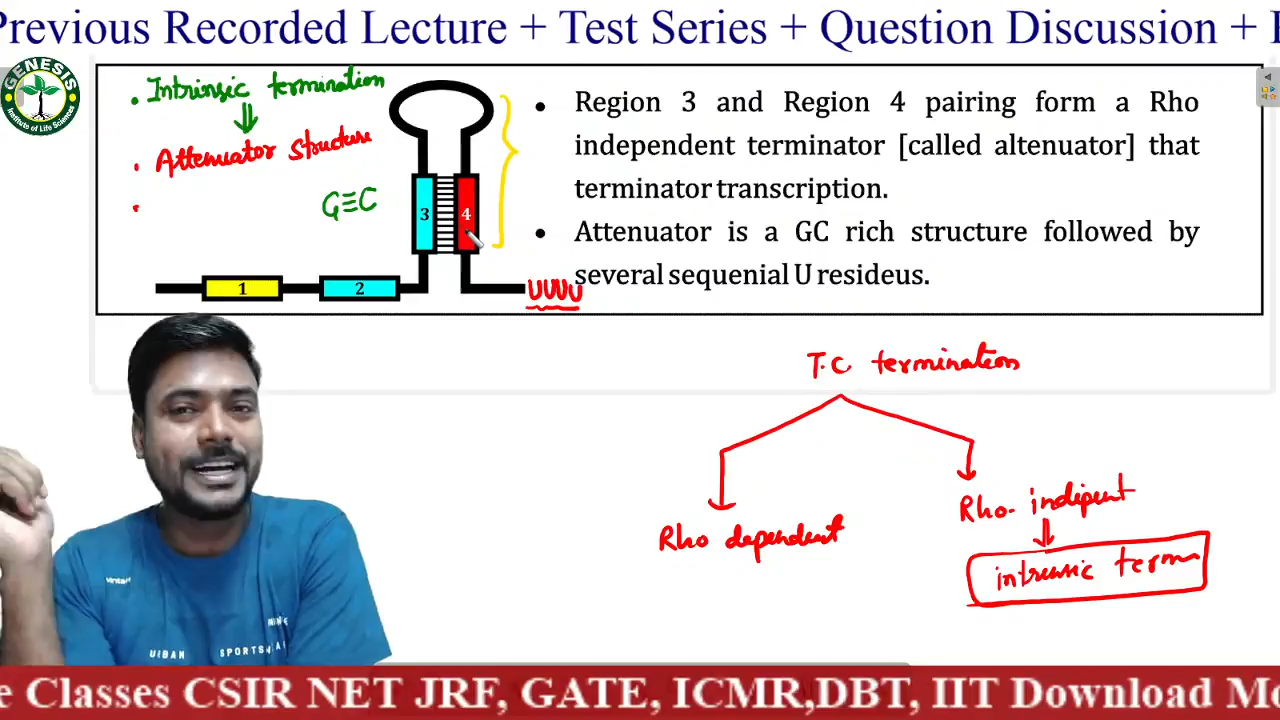 Previous Recorded Lecture + Test Series + Question Discussion +
GENESIS
Institute of Life Sciences
• Intrinsic termination
• Attenuator structure
G≡C
3
4
1
2
UUUU
• Region 3 and Region 4 pairing form a Rho
independent terminator [called altenuator] that
terminator transcription.
• Attenuator is a GC rich structure followed by
several sequenial U resideus.
T.C termination
Rho dependent
Rho. indipent
intrinsic term
URBAN SPORTS
e Classes CSIR NET JRF, GATE, ICMR,DBT, IIT Download Mo